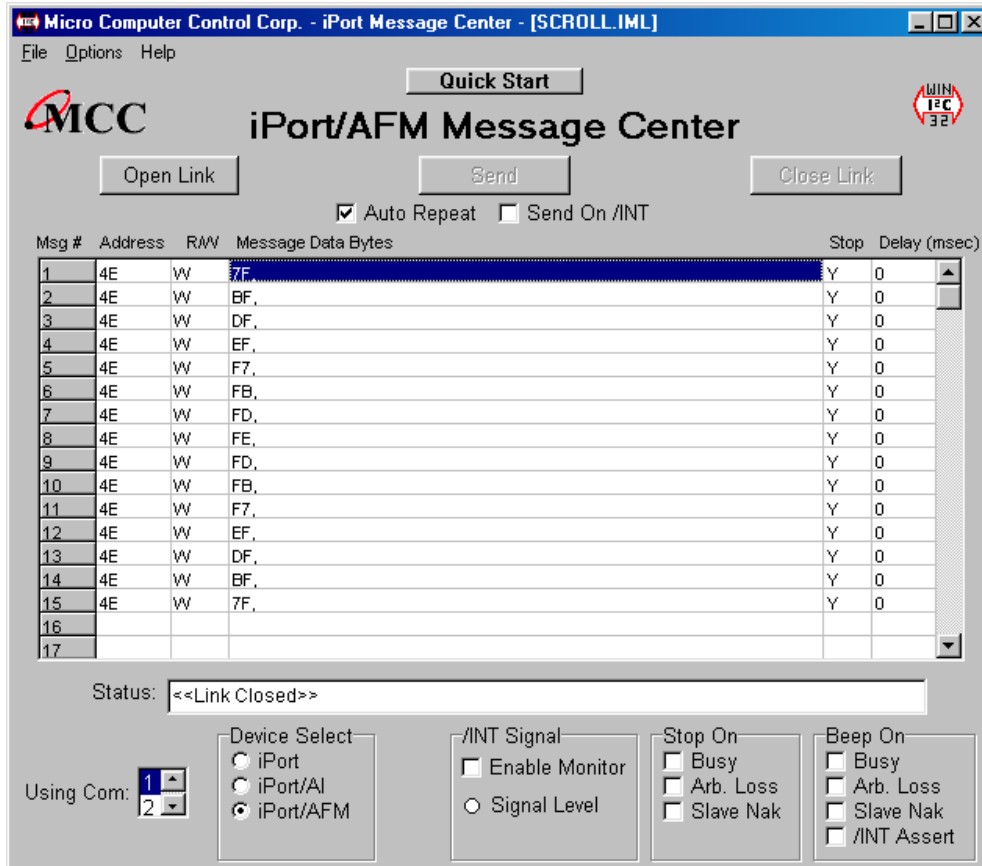 Micro Computer Control Corp. - iPort Message Center - [SCROLL.IML]
File Options Help
Quick Start
MCC
iPort/AFM Message Center
WIN I²C 32
Open Link Send Close Link
Auto Repeat Send On /INT
Msg # Address R/W Message Data Bytes Stop Delay (msec)
1 4E W 7F, Y 0
2 4E W BF, Y 0
3 4E W DF, Y 0
4 4E W EF, Y 0
5 4E W F7, Y 0
6 4E W FB, Y 0
7 4E W FD, Y 0
8 4E W FE, Y 0
9 4E W FD, Y 0
10 4E W FB, Y 0
11 4E W F7, Y 0
12 4E W EF, Y 0
13 4E W DF, Y 0
14 4E W BF, Y 0
15 4E W 7F, Y 0
16
17
Status: <<Link Closed>>
Using Com: 1 2
Device Select
iPort
iPort/AI
iPort/AFM
/INT Signal
Enable Monitor
Signal Level
Stop On
Busy
Arb. Loss
Slave Nak
Beep On
Busy
Arb. Loss
Slave Nak
/INT Assert